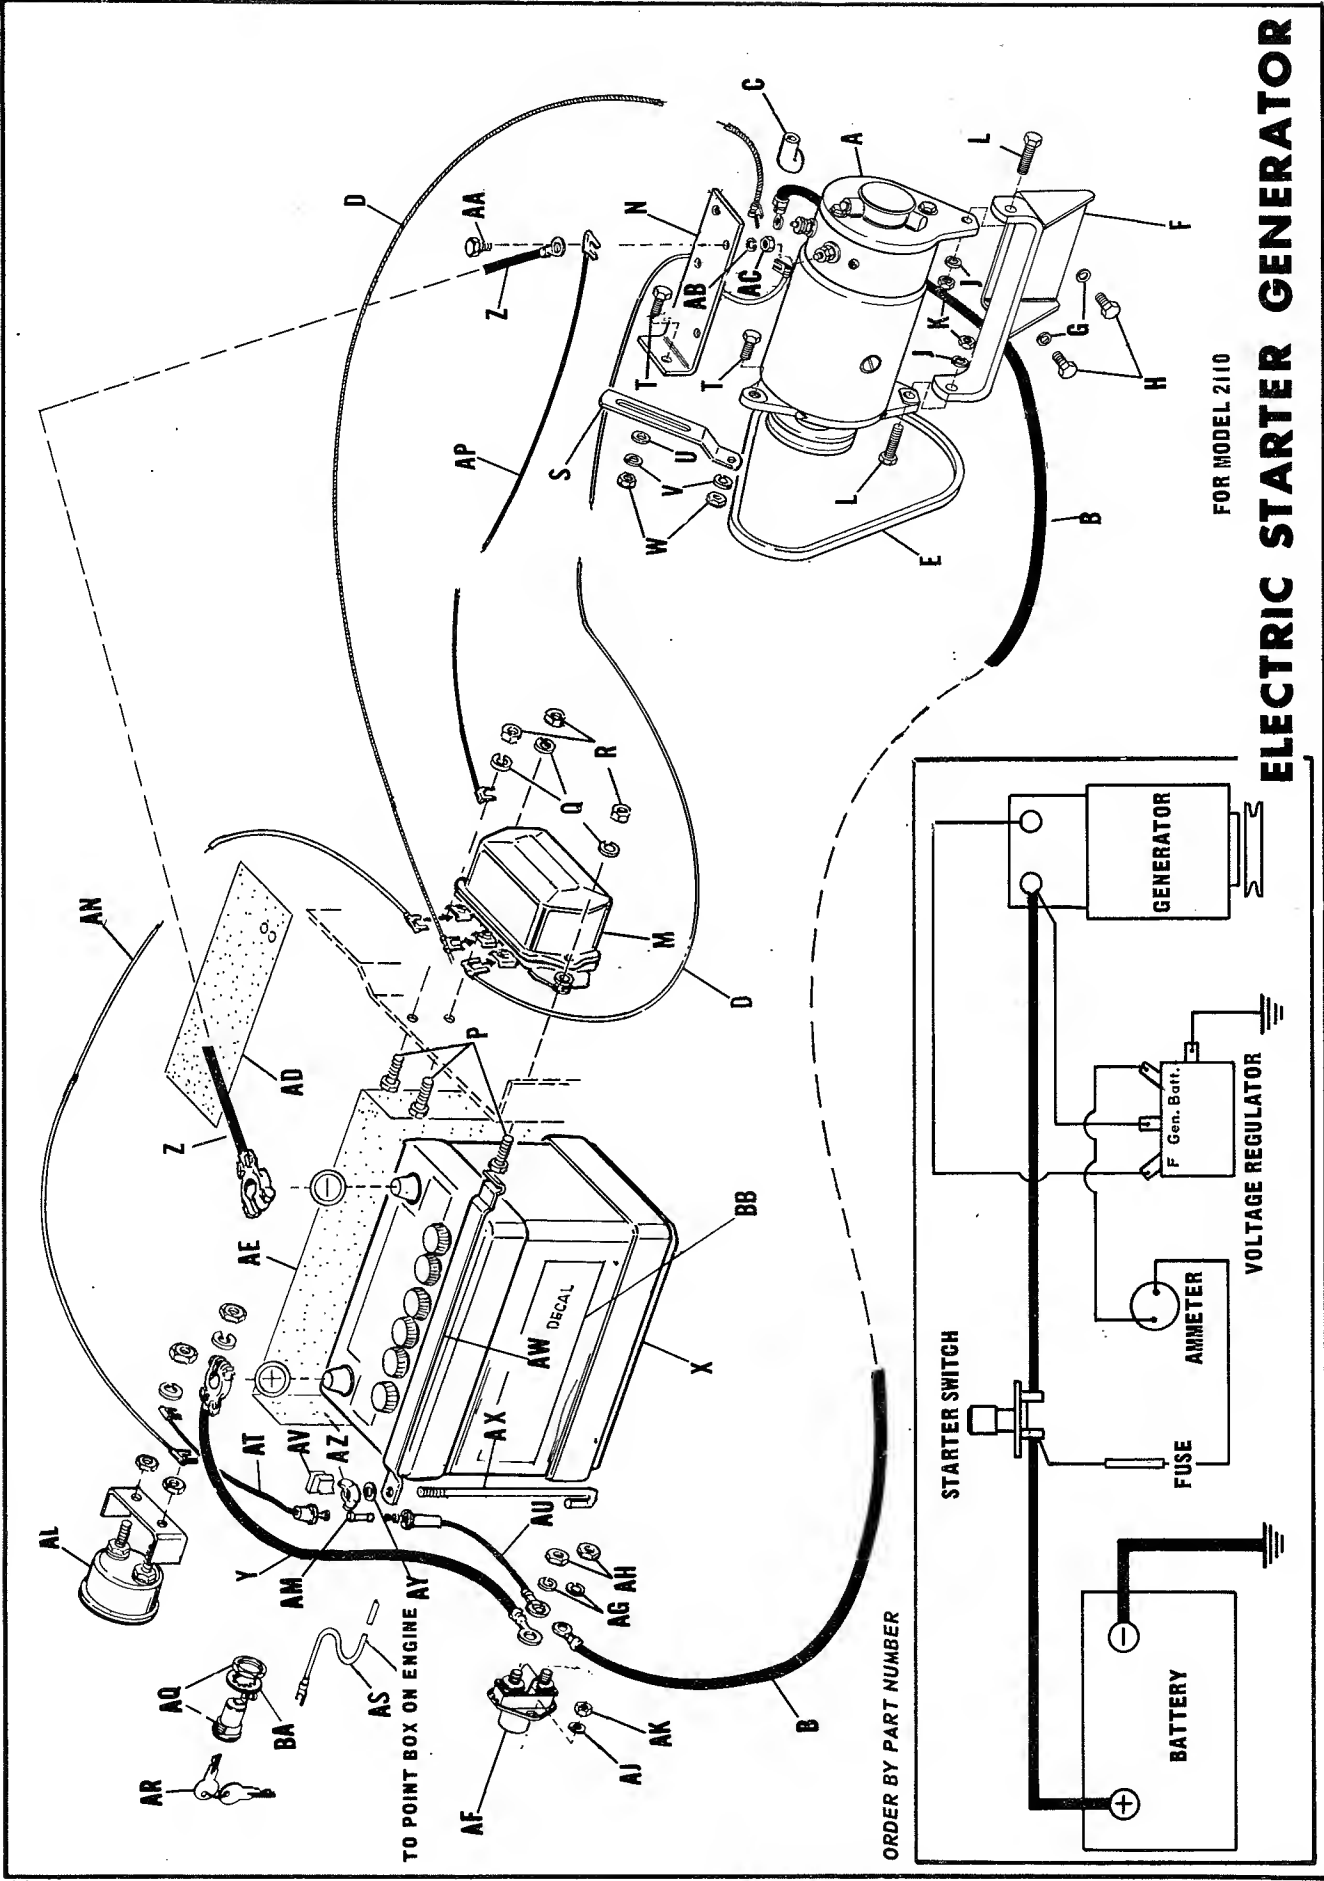 ELECTRIC STARTER GENERATOR
FOR MODEL 2110
AR
AQ
BA
AL
AN
AS
TO POINT BOX ON ENGINE
Y
AT
AM
AV
AZ
AY
AE
Z
AD
AF
AJ
AK
AG
AH
AU
AX
AW
DECAL
BB
X
P
M
D
Q
R
AP
D
Z
AA
N
S
T
T
U
V
W
AB
AC
C
A
L
L
E
K
J
J
G
H
F
B
B
+
−
ORDER BY PART NUMBER
BATTERY
+
−
STARTER SWITCH
FUSE
AMMETER
VOLTAGE REGULATOR
F Gen. Batt.
GENERATOR